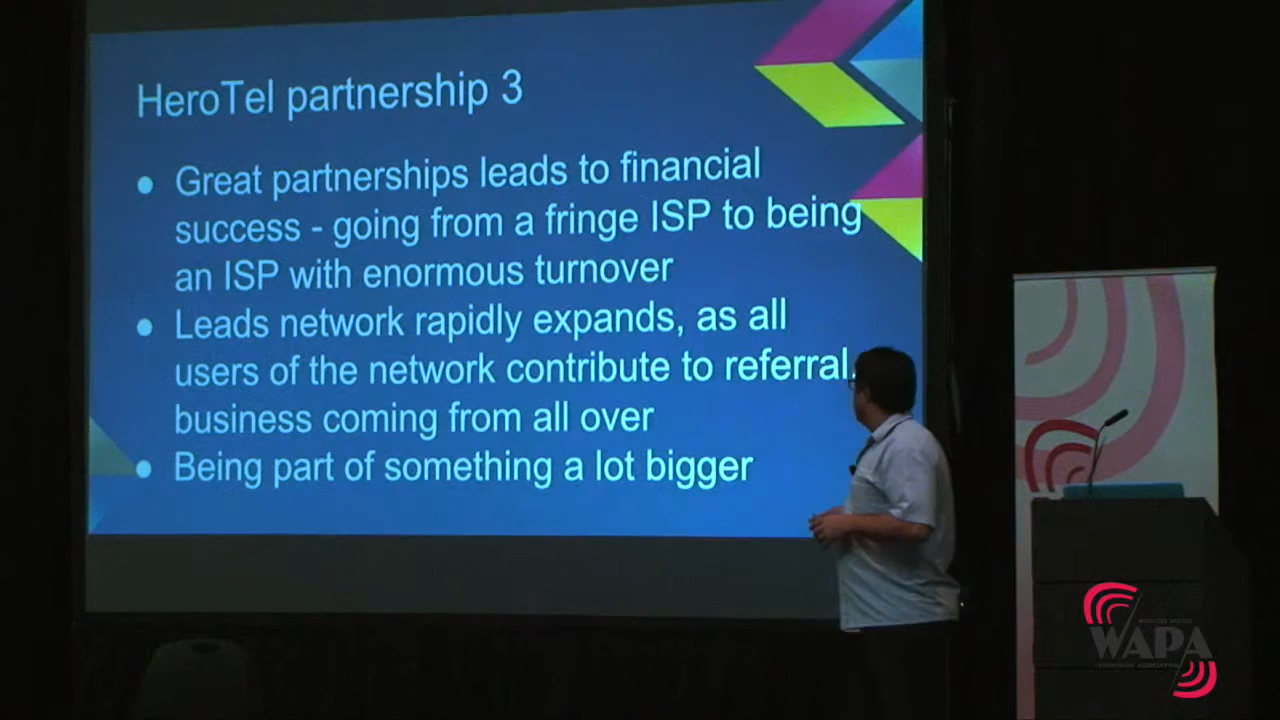 HeroTel partnership 3
● Great partnerships leads to financial
success - going from a fringe ISP to being
an ISP with enormous turnover
● Leads network rapidly expands, as all
users of the network contribute to referral.
business coming from all over
● Being part of something a lot bigger
WAPA